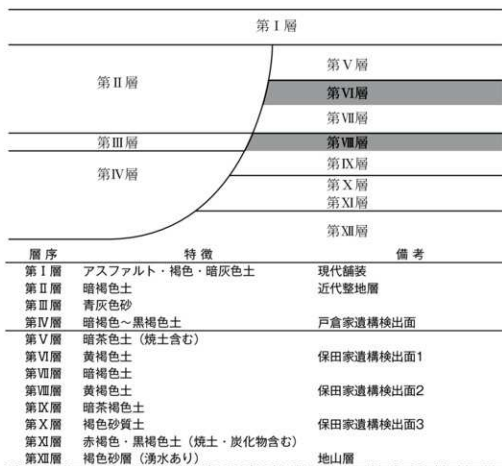 第Ⅰ層
第Ⅱ層
第Ⅲ層
第Ⅳ層
第Ⅴ層
第Ⅵ層
第Ⅶ層
第Ⅷ層
第Ⅸ層
第Ⅹ層
第Ⅺ層
第Ⅻ層
層序 特徴 備考
第Ⅰ層 アスファルト・褐色・暗灰色土 現代舗装
第Ⅱ層 暗褐色土 近代整地層
第Ⅲ層 青灰色砂
第Ⅳ層 暗褐色～黒褐色土 戸倉家遺構検出面
第Ⅴ層 暗茶色土(焼土含む)
第Ⅵ層 黄褐色土 保田家遺構検出面1
第Ⅶ層 暗褐色土
第Ⅷ層 黄褐色土 保田家遺構検出面2
第Ⅸ層 暗茶褐色土
第Ⅹ層 褐色砂質土 保田家遺構検出面3
第Ⅺ層 赤褐色・黒褐色土(焼土・炭化物含む)
第Ⅻ層 褐色砂層(湧水あり) 地山層